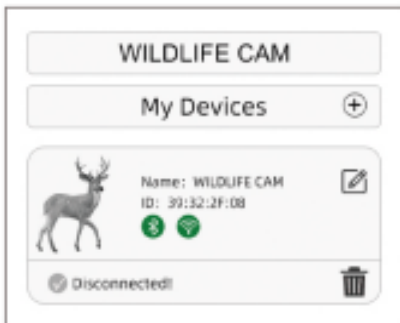 WILDLIFE CAM
My Devices
Name: WILDLIFE CAM
ID: 39:32:2F:08
Disconnected!